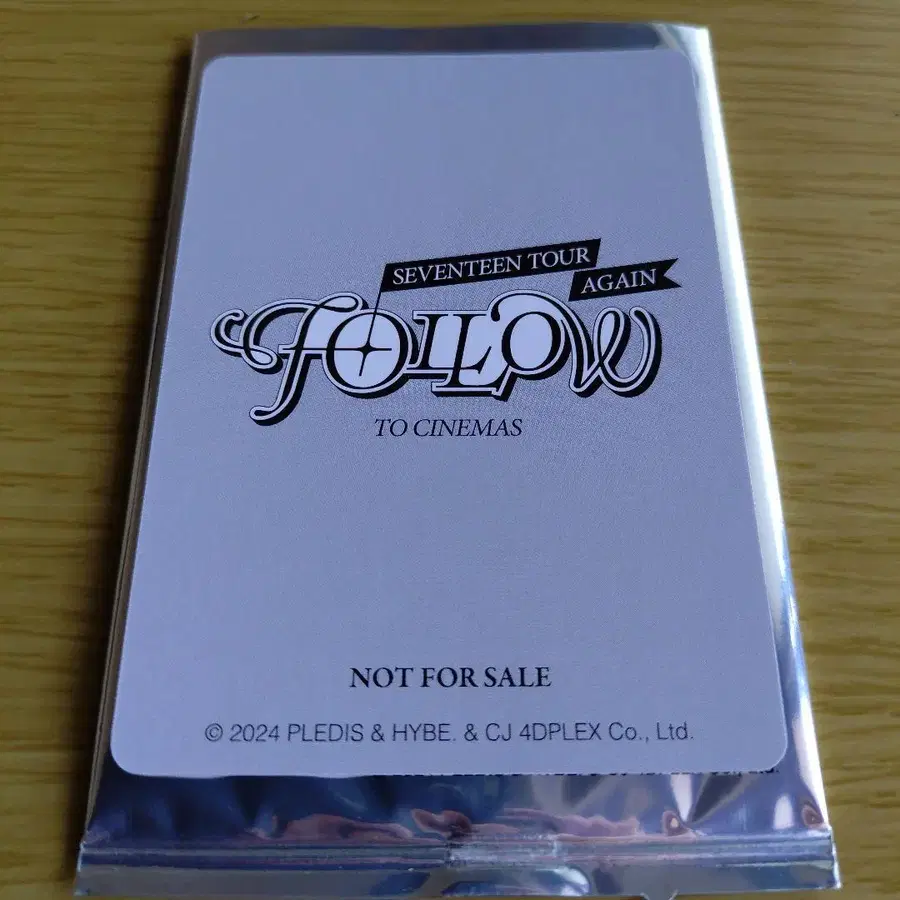 SEVENTEEN TOUR
AGAIN
FOLLOW
TO CINEMAS
NOT FOR SALE
© 2024 PLEDIS & HYBE. & CJ 4DPLEX Co., Ltd.